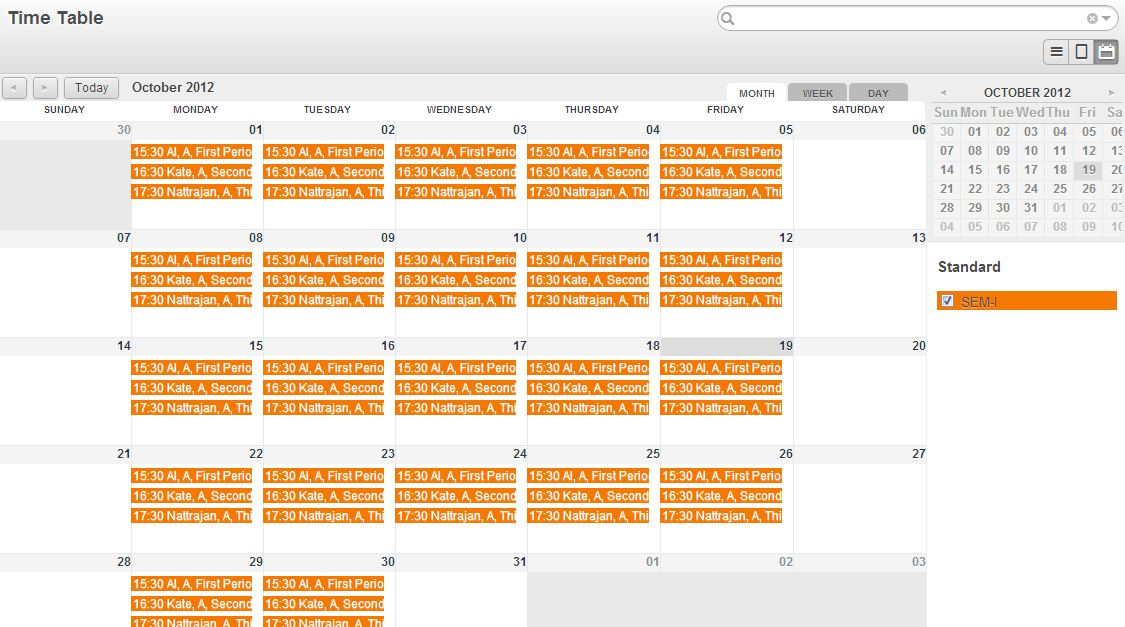 Time Table
Today
October 2012
MONTH WEEK DAY
SUNDAY MONDAY TUESDAY WEDNESDAY THURSDAY FRIDAY SATURDAY
30 01 02 03 04 05 06
15:30 Al, A, First Perio 15:30 Al, A, First Perio 15:30 Al, A, First Perio 15:30 Al, A, First Perio 15:30 Al, A, First Perio
16:30 Kate, A, Second 16:30 Kate, A, Second 16:30 Kate, A, Second 16:30 Kate, A, Second 16:30 Kate, A, Second
17:30 Nattrajan, A, Thi 17:30 Nattrajan, A, Thi 17:30 Nattrajan, A, Thi 17:30 Nattrajan, A, Thi 17:30 Nattrajan, A, Thi
07 08 09 10 11 12 13
15:30 Al, A, First Perio 15:30 Al, A, First Perio 15:30 Al, A, First Perio 15:30 Al, A, First Perio 15:30 Al, A, First Perio
16:30 Kate, A, Second 16:30 Kate, A, Second 16:30 Kate, A, Second 16:30 Kate, A, Second 16:30 Kate, A, Second
17:30 Nattrajan, A, Thi 17:30 Nattrajan, A, Thi 17:30 Nattrajan, A, Thi 17:30 Nattrajan, A, Thi 17:30 Nattrajan, A, Thi
14 15 16 17 18 19 20
15:30 Al, A, First Perio 15:30 Al, A, First Perio 15:30 Al, A, First Perio 15:30 Al, A, First Perio 15:30 Al, A, First Perio
16:30 Kate, A, Second 16:30 Kate, A, Second 16:30 Kate, A, Second 16:30 Kate, A, Second 16:30 Kate, A, Second
17:30 Nattrajan, A, Thi 17:30 Nattrajan, A, Thi 17:30 Nattrajan, A, Thi 17:30 Nattrajan, A, Thi 17:30 Nattrajan, A, Thi
21 22 23 24 25 26 27
15:30 Al, A, First Perio 15:30 Al, A, First Perio 15:30 Al, A, First Perio 15:30 Al, A, First Perio 15:30 Al, A, First Perio
16:30 Kate, A, Second 16:30 Kate, A, Second 16:30 Kate, A, Second 16:30 Kate, A, Second 16:30 Kate, A, Second
17:30 Nattrajan, A, Thi 17:30 Nattrajan, A, Thi 17:30 Nattrajan, A, Thi 17:30 Nattrajan, A, Thi 17:30 Nattrajan, A, Thi
28 29 30 31 01 02 03
15:30 Al, A, First Perio 15:30 Al, A, First Perio
16:30 Kate, A, Second 16:30 Kate, A, Second
17:30 Nattrajan, A, Thi 17:30 Nattrajan, A, Thi
OCTOBER 2012
Sun Mon Tue Wed Thu Fri Sa
30 01 02 03 04 05 06
07 08 09 10 11 12 13
14 15 16 17 18 19 20
21 22 23 24 25 26 27
28 29 30 31 01 02 03
04 05 06 07 08 09 10
Standard
SEM-I